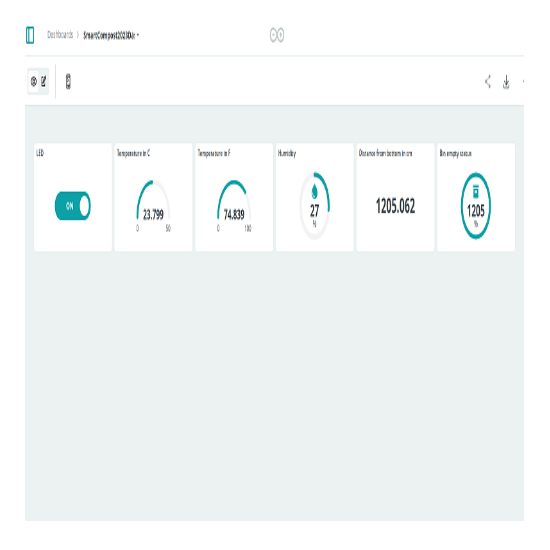 Dashboards > SmartCompost2023Dat
LED
Temperature in C
Temperature in F
Humidity
Distance from bottom in cm
Bin empty status
ON
23.799
0 50
74.839
0 100
27
%
1205.062
1205
%